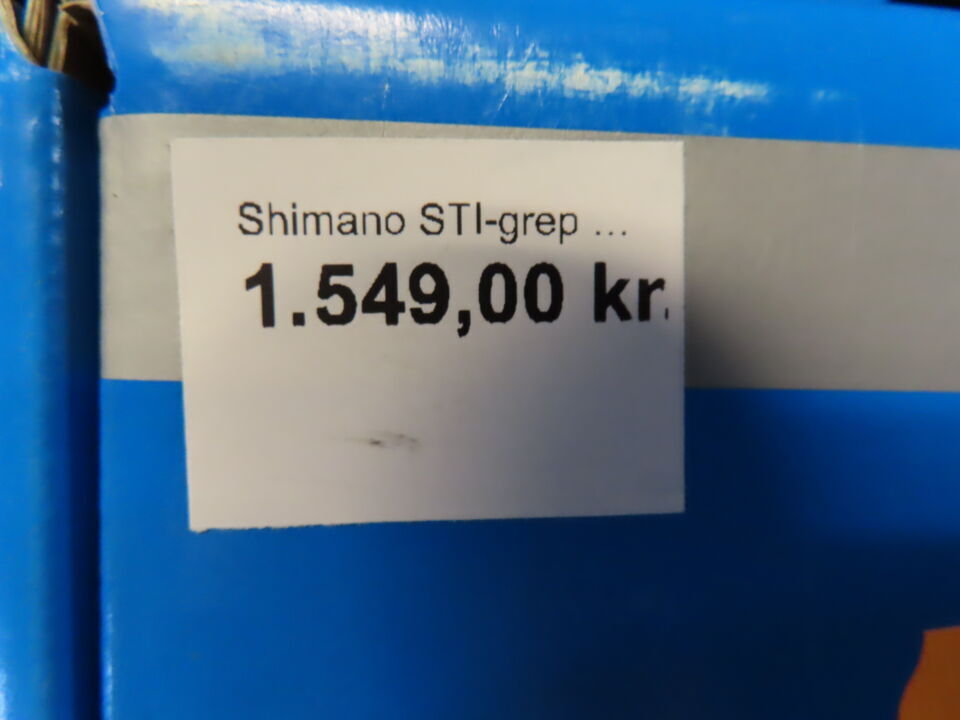 Shimano STI-grep ...
1.549,00 kr.